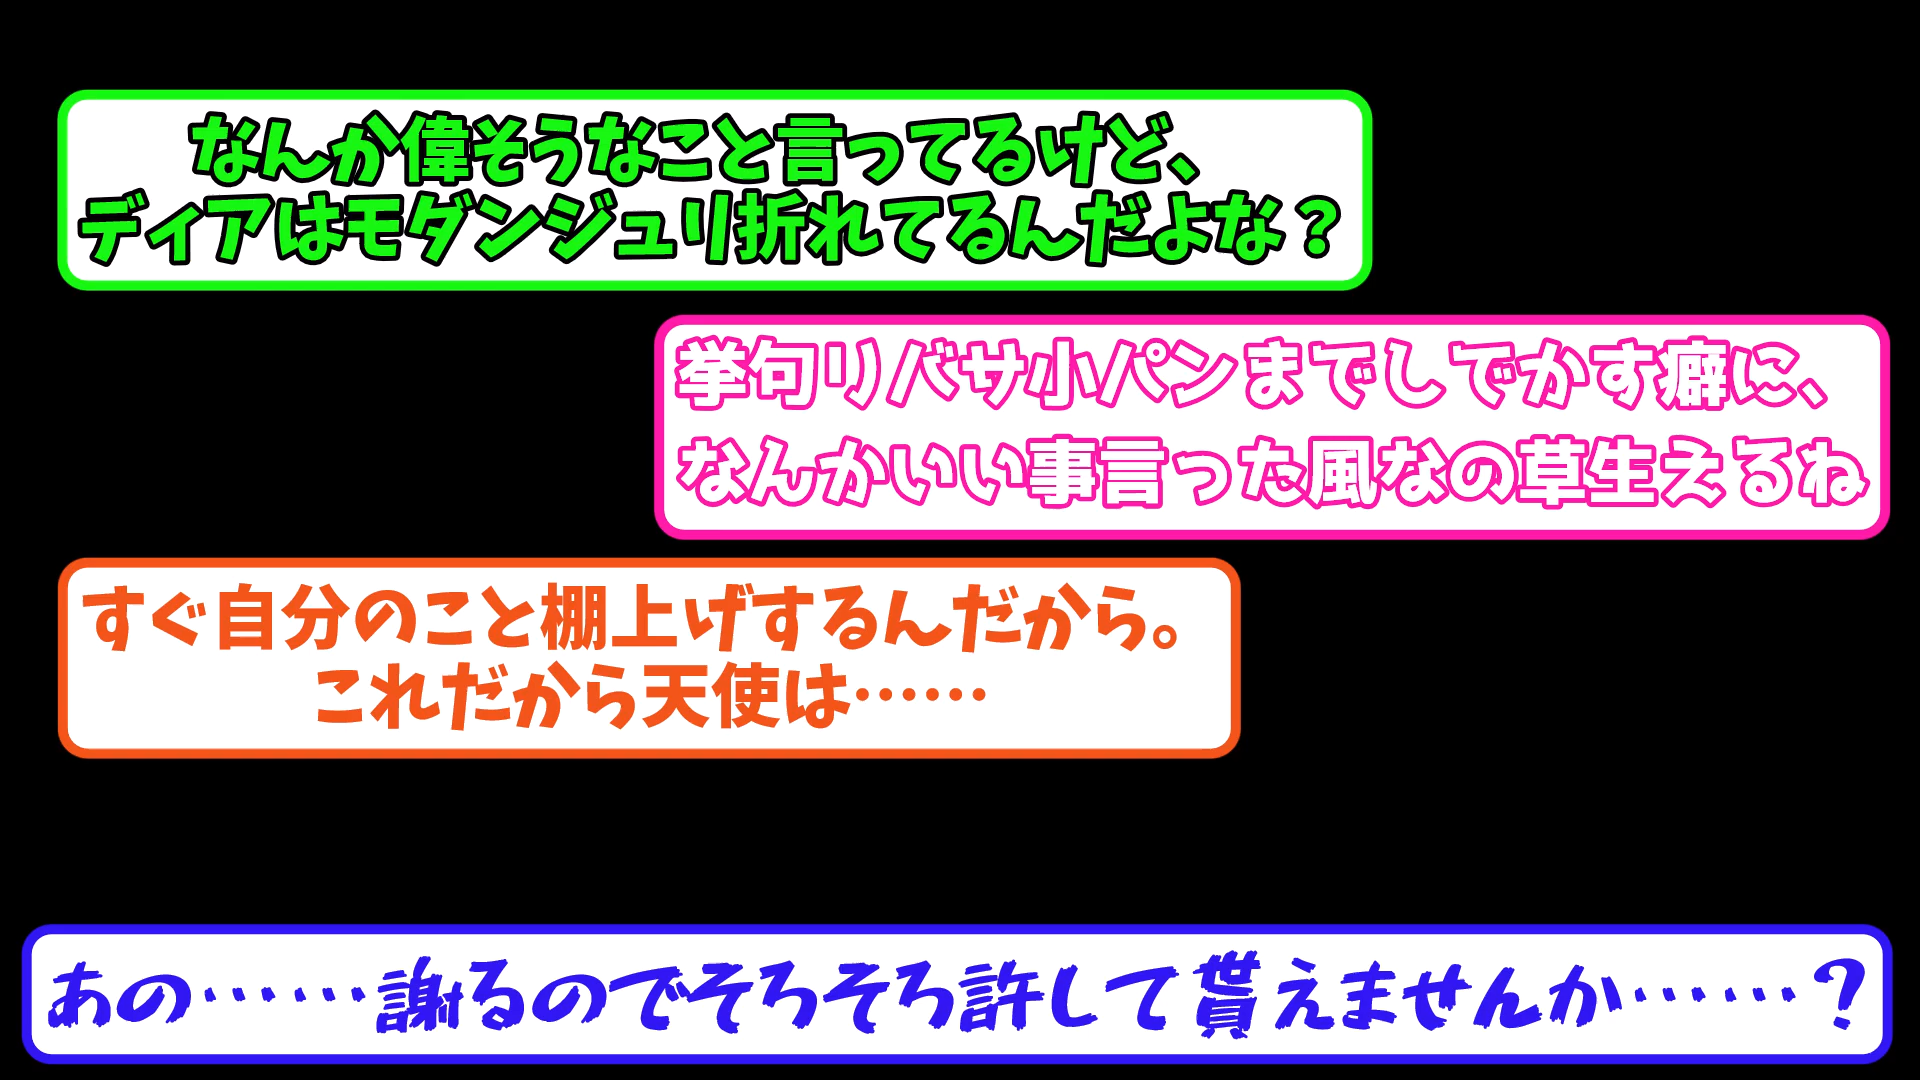 なんか偉そうなこと言ってるけど、
ディアはモダンジュリ折れてるんだよな？
挙句リバサ小パンまでしでかす癖に、
なんかいい事言った風なの草生えるね
すぐ自分のこと棚上げするんだから。
これだから天使は……
あの……謝るのでそろそろ許して貰えませんか……？